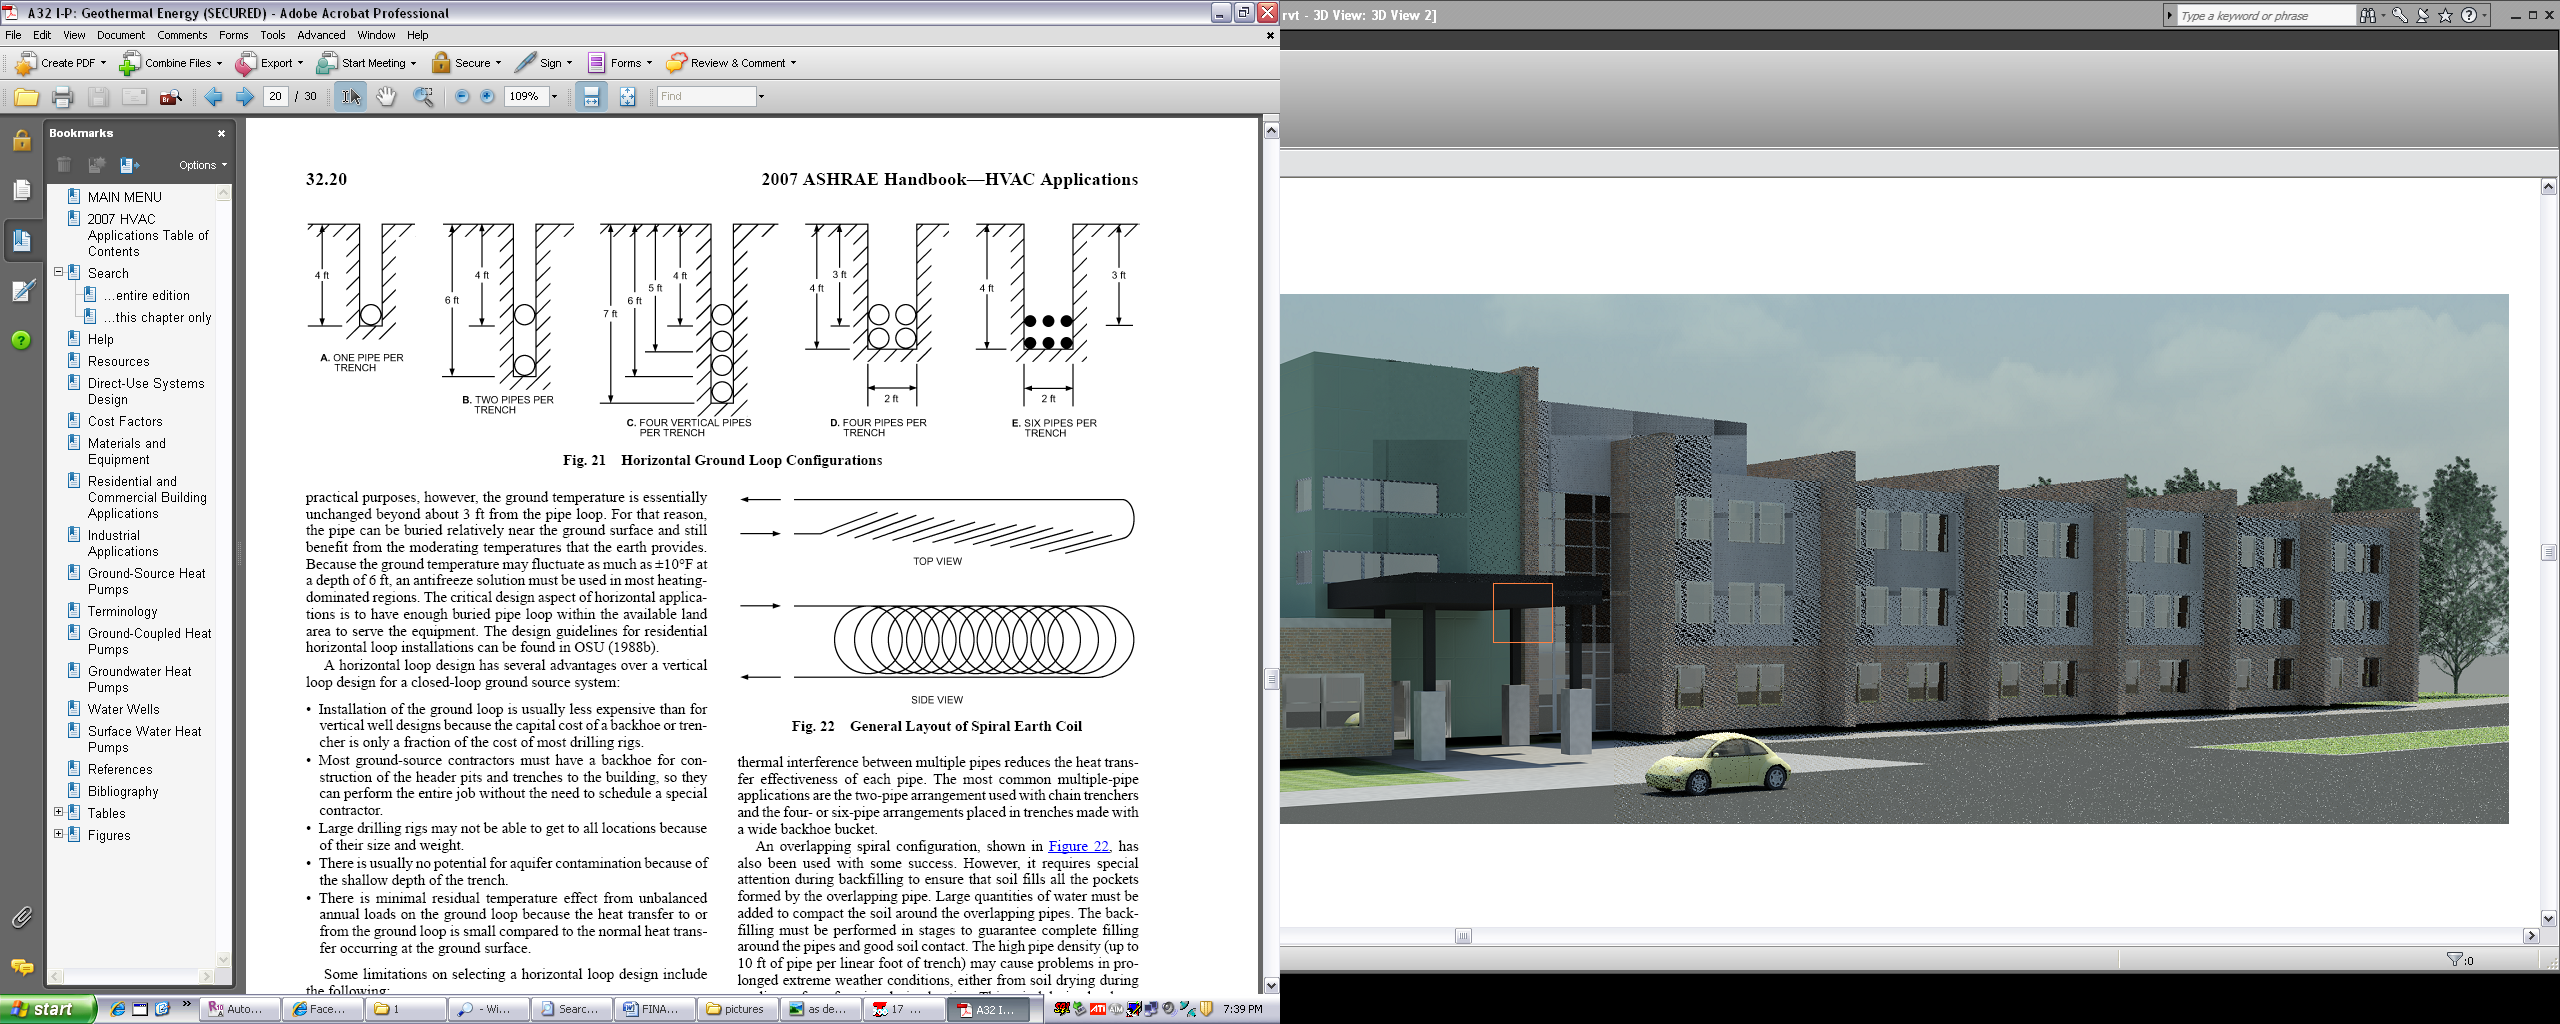 A32 I-P: Geothermal Energy (SECURED) - Adobe Acrobat Professional
File Edit View Document Comments Forms Tools Advanced Window Help
Create PDF Combine Files Export Start Meeting Secure Sign Forms Review & Comment
20 / 30 109% Find
Bookmarks
Options
MAIN MENU
2007 HVAC
Applications Table of
Contents
Search
...entire edition
...this chapter only
Help
Resources
Direct-Use Systems
Design
Cost Factors
Materials and
Equipment
Residential and
Commercial Building
Applications
Industrial
Applications
Ground-Source Heat
Pumps
Terminology
Ground-Coupled Heat
Pumps
Groundwater Heat
Pumps
Water Wells
Surface Water Heat
Pumps
References
Bibliography
Tables
Figures
32.20 2007 ASHRAE Handbook—HVAC Applications
4 ft
A. ONE PIPE PER
TRENCH
4 ft
6 ft
B. TWO PIPES PER
TRENCH
4 ft
5 ft
6 ft
7 ft
C. FOUR VERTICAL PIPES
PER TRENCH
3 ft
4 ft
2 ft
D. FOUR PIPES PER
TRENCH
4 ft
3 ft
2 ft
E. SIX PIPES PER
TRENCH
Fig. 21 Horizontal Ground Loop Configurations
practical purposes, however, the ground temperature is essentially
unchanged beyond about 3 ft from the pipe loop. For that reason,
the pipe can be buried relatively near the ground surface and still
benefit from the moderating temperatures that the earth provides.
Because the ground temperature may fluctuate as much as ±10°F at
a depth of 6 ft, an antifreeze solution must be used in most heating-
dominated regions. The critical design aspect of horizontal applica-
tions is to have enough buried pipe loop within the available land
area to serve the equipment. The design guidelines for residential
horizontal loop installations can be found in OSU (1988b).
A horizontal loop design has several advantages over a vertical
loop design for a closed-loop ground source system:
• Installation of the ground loop is usually less expensive than for
vertical well designs because the capital cost of a backhoe or tren-
cher is only a fraction of the cost of most drilling rigs.
• Most ground-source contractors must have a backhoe for con-
struction of the header pits and trenches to the building, so they
can perform the entire job without the need to schedule a special
contractor.
• Large drilling rigs may not be able to get to all locations because
of their size and weight.
• There is usually no potential for aquifer contamination because of
the shallow depth of the trench.
• There is minimal residual temperature effect from unbalanced
annual loads on the ground loop because the heat transfer to or
from the ground loop is small compared to the normal heat trans-
fer occurring at the ground surface.
Some limitations on selecting a horizontal loop design include
the following:
TOP VIEW
SIDE VIEW
Fig. 22 General Layout of Spiral Earth Coil
thermal interference between multiple pipes reduces the heat trans-
fer effectiveness of each pipe. The most common multiple-pipe
applications are the two-pipe arrangement used with chain trenchers
and the four- or six-pipe arrangements placed in trenches made with
a wide backhoe bucket.
An overlapping spiral configuration, shown in Figure 22, has
also been used with some success. However, it requires special
attention during backfilling to ensure that soil fills all the pockets
formed by the overlapping pipe. Large quantities of water must be
added to compact the soil around the overlapping pipes. The back-
filling must be performed in stages to guarantee complete filling
around the pipes and good soil contact. The high pipe density (up to
10 ft of pipe per linear foot of trench) may cause problems in pro-
longed extreme weather conditions, either from soil drying during
start Auto... Face... 1 - Wi... Searc... FINA... pictures as de... 17 ... A32 I... 7:39 PM
rvt - 3D View: 3D View 2]
Type a keyword or phrase
:0